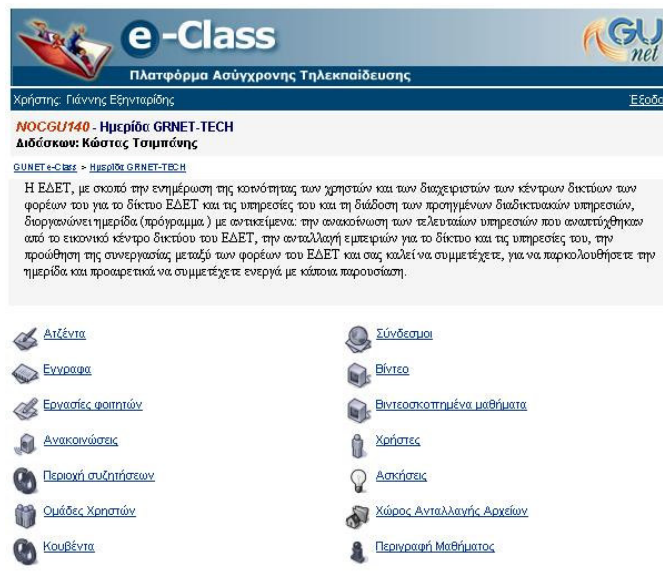 e-Class
GU
net
Πλατφόρμα Ασύγχρονης Τηλεκπαίδευσης
Χρήστης: Γιάννης Εξηνταρίδης
Έξοδο
NOCGU140 - Ημερίδα GRNET-TECH
Διδάσκων: Κώστας Τσιμπάνης
GUNET e-Class > Ημερίδα GRNET-TECH
Η ΕΔΕΤ, με σκοπό την ενημέρωση της κοινότητας των χρηστών και των διαχειριστών των κέντρων δικτύων των
φορέων του για το δίκτυο ΕΔΕΤ και τις υπηρεσίες του και τη διάδοση των προηγμένων διαδικτυακών υπηρεσιών,
διοργανώνει ημερίδα (πρόγραμμα ) με αντικείμενα: την ανακοίνωση των τελευταίων υπηρεσιών που αναπτύχθηκαν
από το εικονικό κέντρο δικτύου του ΕΔΕΤ, την ανταλλαγή εμπειριών για το δίκτυο και τις υπηρεσίες του, την
προώθηση της συνεργασίας μεταξύ των φορέων του ΕΔΕΤ και σας καλεί να συμμετέχετε, για να παρκολουθήσετε την
ημερίδα και προαιρετικά να συμμετέχετε ενεργά με κάποια παρουσίαση.
Ατζέντα
Σύνδεσμοι
Εγγραφα
Βίντεο
Εργασίες φοιτητών
Βιντεοσκοπημένα μαθήματα
Ανακοινώσεις
Χρήστες
Περιοχή συζητήσεων
Ασκήσεις
Ομάδες Χρηστών
Χώρος Ανταλλαγής Αρχείων
Κουβέντα
Περιγραφή Μαθήματος